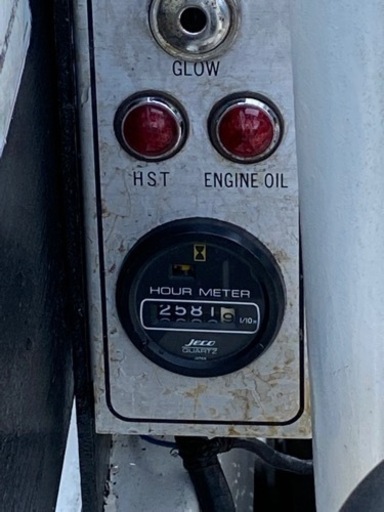 GLOW
HST
ENGINE OIL
HOUR METER
2581
1/10h
JECO
QUARTZ